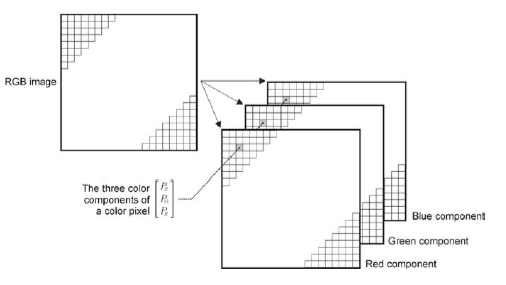 RGB image
The three color
components of
a color pixel
Blue component
Green component
Red component